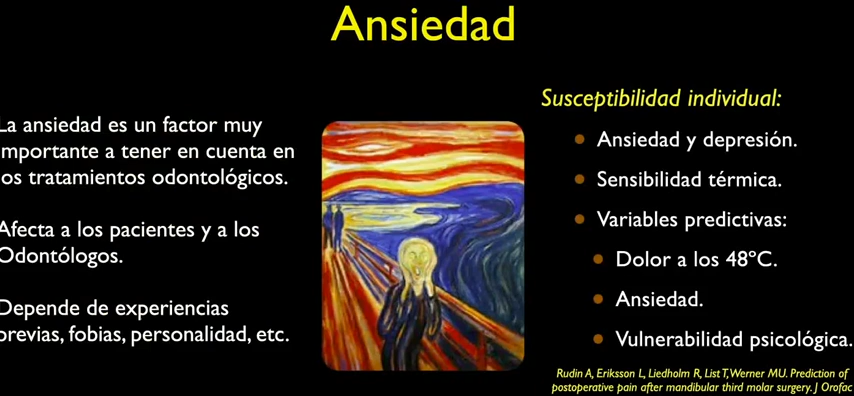 Ansiedad
La ansiedad es un factor muy
importante a tener en cuenta en
los tratamientos odontológicos.
Afecta a los pacientes y a los
Odontólogos.
Depende de experiencias
previas, fobias, personalidad, etc.
Susceptibilidad individual:
Ansiedad y depresión.
Sensibilidad térmica.
Variables predictivas:
Dolor a los 48ºC.
Ansiedad.
Vulnerabilidad psicológica.
Rudin A, Eriksson L, Liedholm R, List T, Werner MU. Prediction of
postoperative pain after mandibular third molar surgery. J Orofac